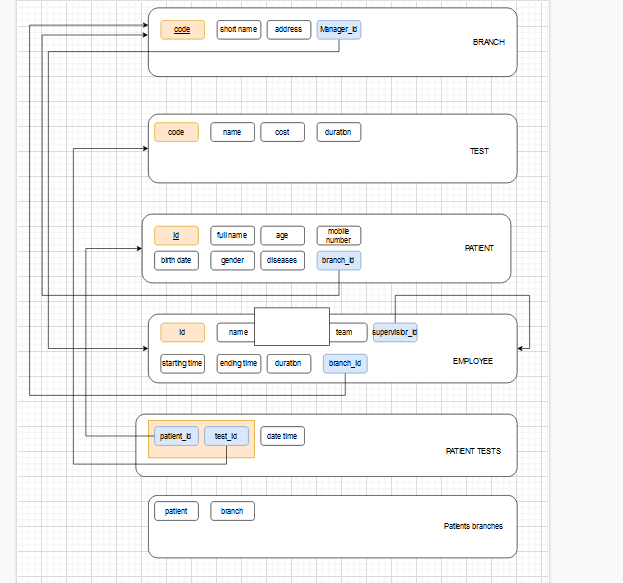 code short name address Manager_id
BRANCH
code name cost duration
TEST
id full name age mobile number
PATIENT
birth date gender diseases branch_id
id name team supervisibr_id
EMPLOYEE
starting time ending time duration branch_id
patient_id test_id date time
PATIENT TESTS
patient branch
Patients branches